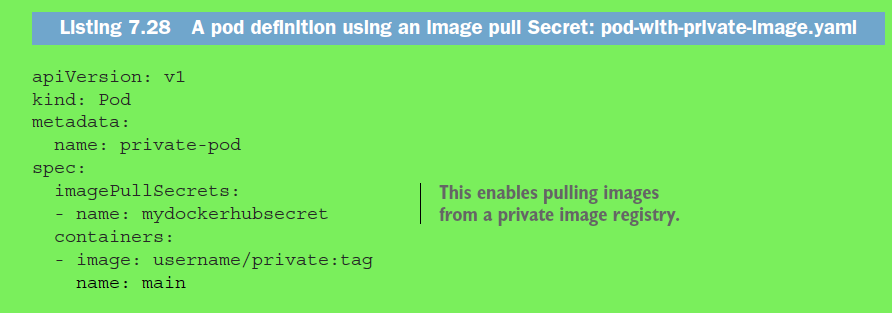 Listing 7.28 A pod definition using an image pull Secret: pod-with-private-image.yaml
apiVersion: v1
kind: Pod
metadata:
  name: private-pod
spec:
  imagePullSecrets:
  - name: mydockerhubsecret
  containers:
  - image: username/private:tag
    name: main
This enables pulling images
from a private image registry.